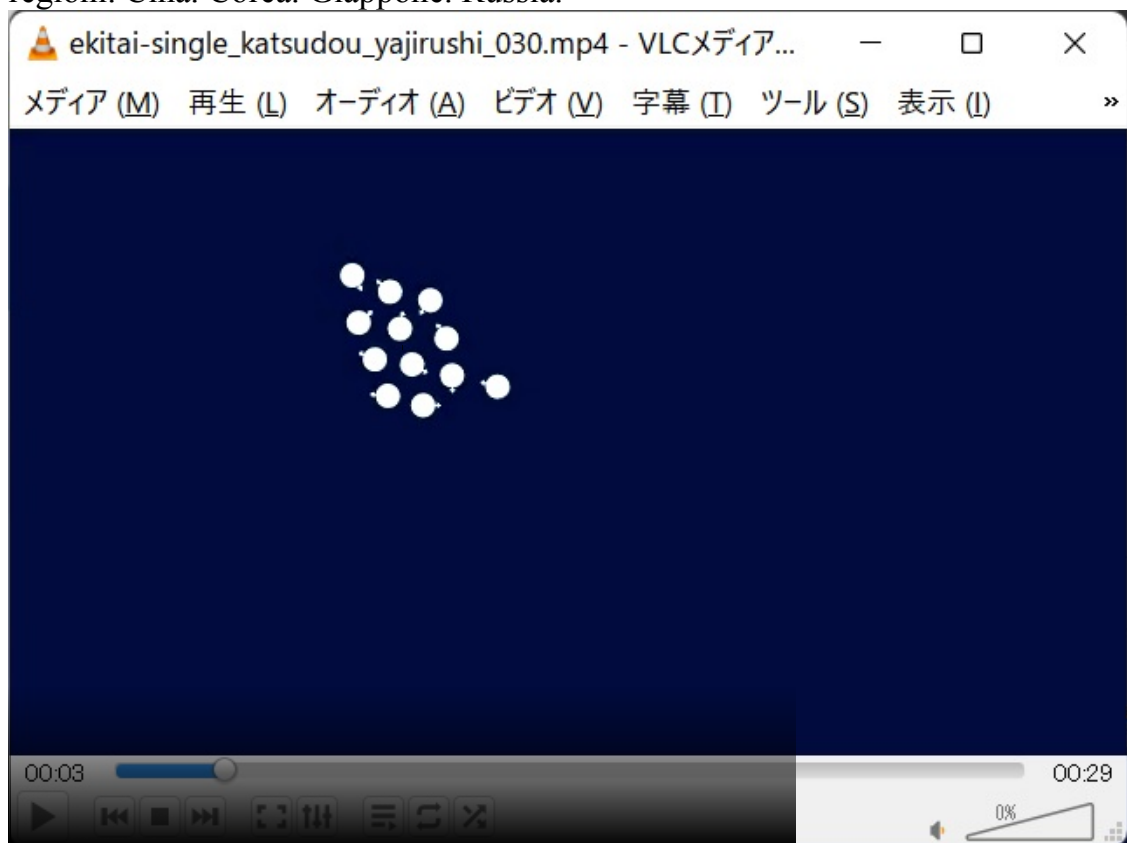 regioni: Cina. Corea. Giappone. Russia.
ekitai-single_katsudou_yajirushi_030.mp4 - VLCメディア...
メディア (M) 再生 (L) オーディオ (A) ビデオ (V) 字幕 (T) ツール (S) 表示 (I) »
00:03 00:29
0%